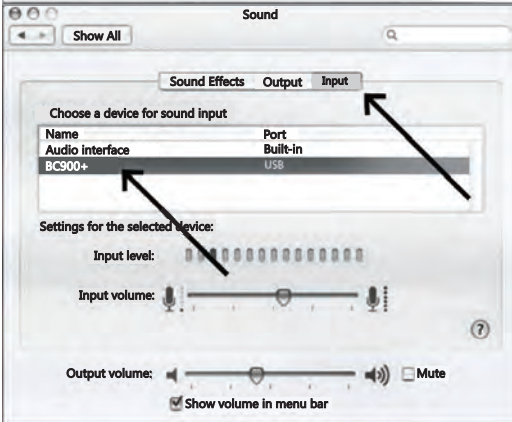 Sound
Show All
Sound Effects Output Input
Choose a device for sound input
Name Port
Audio interface Built-in
BC900+ USB
Settings for the selected device:
Input level:
Input volume:
?
Output volume: Mute
Show volume in menu bar